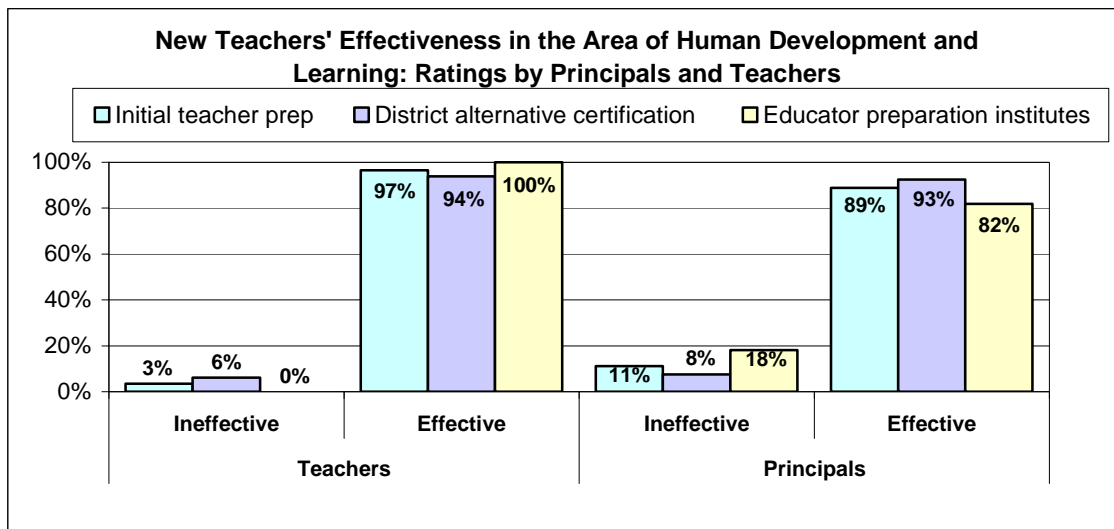 New Teachers' Effectiveness in the Area of Human Development and
Learning: Ratings by Principals and Teachers
Initial teacher prep District alternative certification Educator preparation institutes
100%
80%
60%
40%
20%
0%
3% 6% 0% 97% 94% 100% 11% 8% 18% 89% 93% 82%
Ineffective Effective Ineffective Effective
Teachers Principals